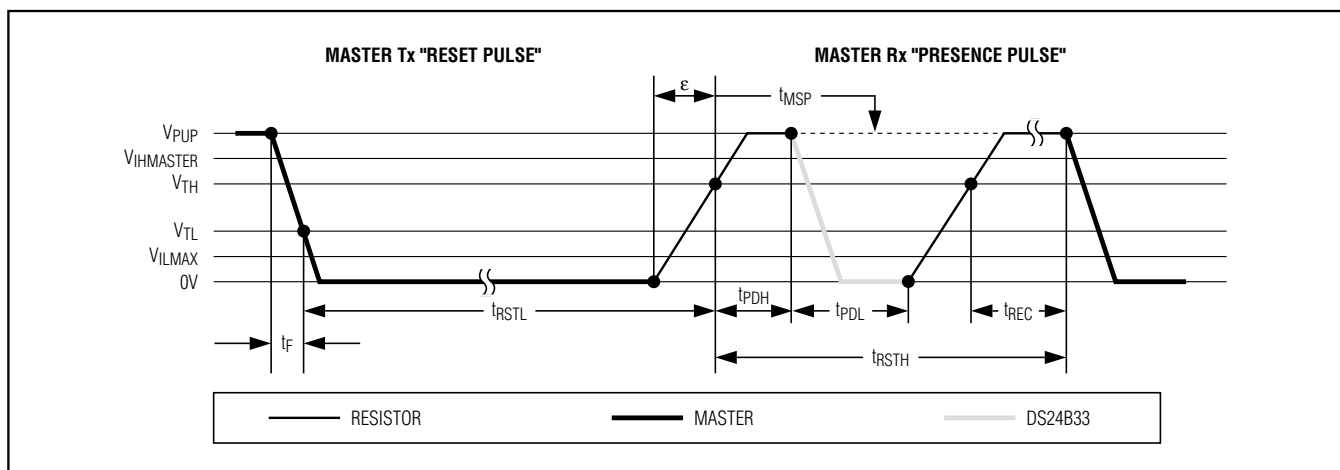 MASTER Tx "RESET PULSE"
MASTER Rx "PRESENCE PULSE"
ε
tMSP
VPUP
VIHMASTER
VTH
VTL
VILMAX
0V
tRSTL
tPDH
tPDL
tREC
tF
tRSTH
RESISTOR
MASTER
DS24B33